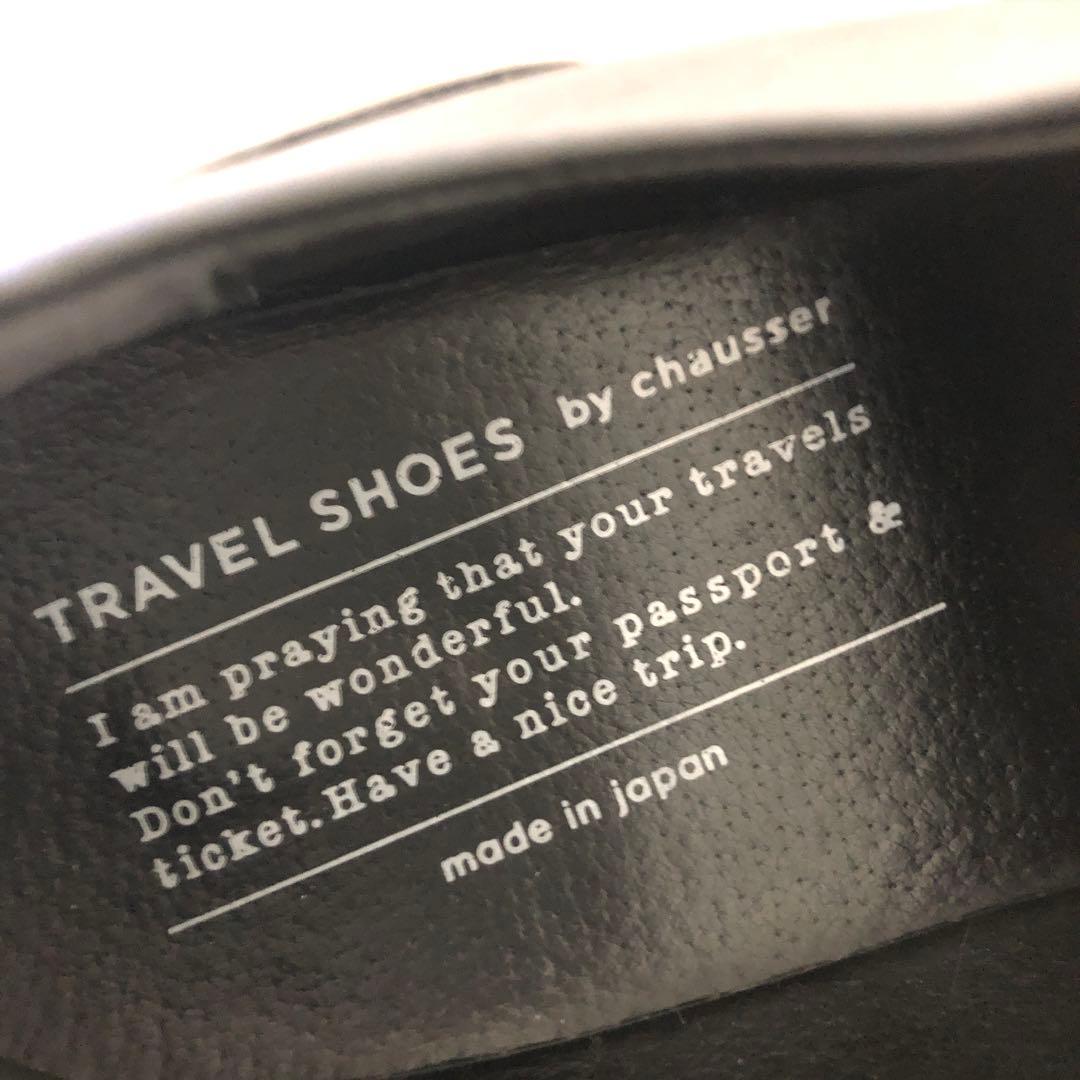 TRAVEL SHOES by chausser
I am praying that your travels
will be wonderful.
Don't forget your passport &
ticket. Have a nice trip.
made in japan